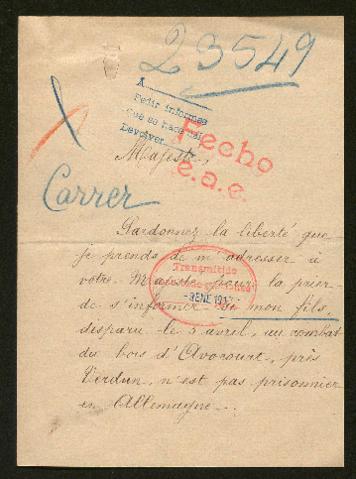 23549
A
Pedir informes
Que se hace
Devolver
Fecho
e.a.c.
Majesté,
Carrer
Pardonnez la liberté que
je prends de m'adresser à
votre Majesté pour la prier
Transmitido
- 3 ENE 1917
de s'informer si mon fils,
disparu le 5 avril, au combat
du bois d'Avocourt, près
Verdun, n'est pas prisonnier
en Allemagne.